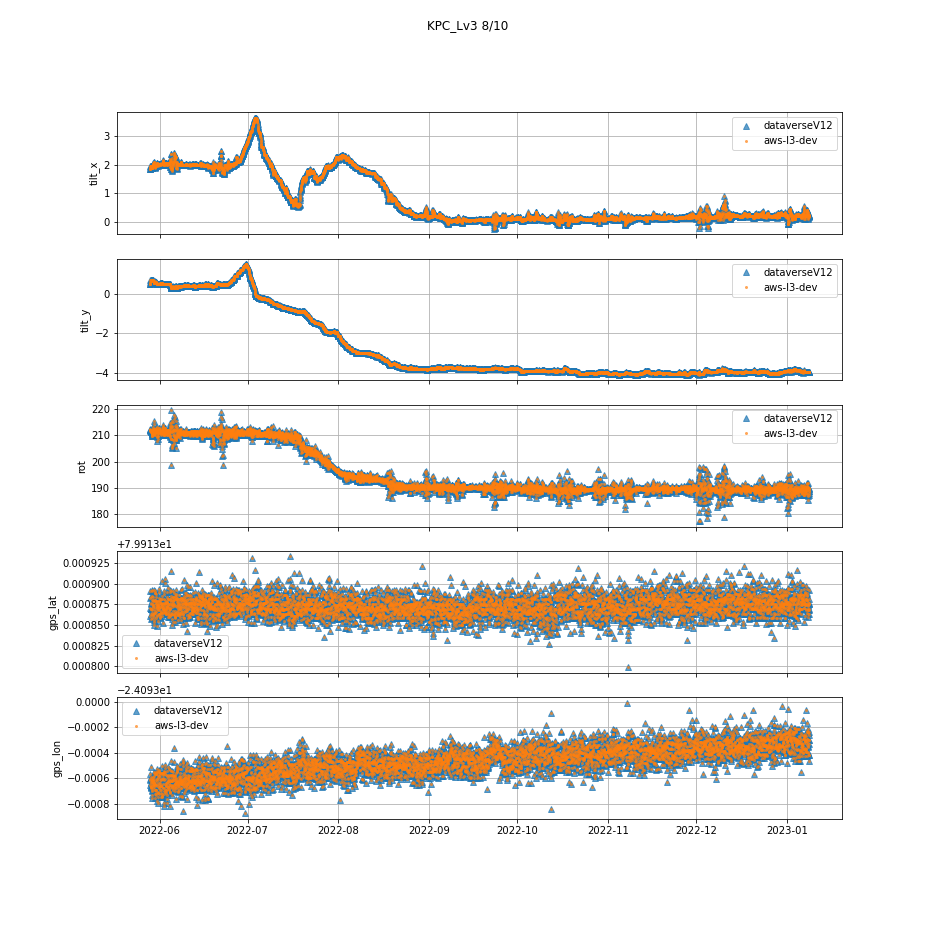 KPC_Lv3 8/10
3
2
1
0
tilt_x
dataverseV12
aws-l3-dev
0
−2
−4
tilt_y
dataverseV12
aws-l3-dev
220
210
200
190
180
rot
dataverseV12
aws-l3-dev
+7.9913e1
0.000925
0.000900
0.000875
0.000850
0.000825
0.000800
gps_lat
dataverseV12
aws-l3-dev
−2.4093e1
0.0000
−0.0002
−0.0004
−0.0006
−0.0008
gps_lon
dataverseV12
aws-l3-dev
2022-06 2022-07 2022-08 2022-09 2022-10 2022-11 2022-12 2023-01